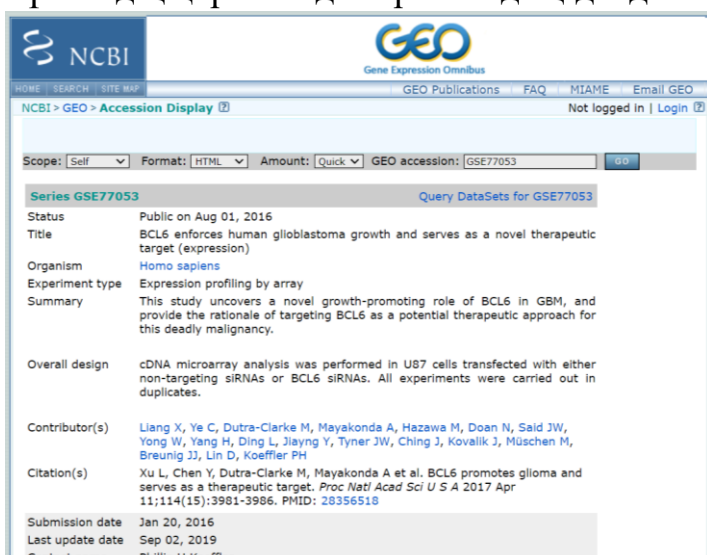 NCBI
GEO
Gene Expression Omnibus
HOME SEARCH SITE MAP
GEO Publications FAQ MIAME Email GEO
NCBI > GEO > Accession Display ?
Not logged in | Login ?
Scope: Self Format: HTML Amount: Quick GEO accession: GSE77053 GO
Series GSE77053
Query DataSets for GSE77053
Status Public on Aug 01, 2016
Title BCL6 enforces human glioblastoma growth and serves as a novel therapeutic
target (expression)
Organism Homo sapiens
Experiment type Expression profiling by array
Summary This study uncovers a novel growth-promoting role of BCL6 in GBM, and
provide the rationale of targeting BCL6 as a potential therapeutic approach for
this deadly malignancy.
Overall design cDNA microarray analysis was performed in U87 cells transfected with either
non-targeting siRNAs or BCL6 siRNAs. All experiments were carried out in
duplicates.
Contributor(s) Liang X, Ye C, Dutra-Clarke M, Mayakonda A, Hazawa M, Doan N, Said JW,
Yong W, Yang H, Ding L, Jiayng Y, Tyner JW, Ching J, Kovalik J, Müschen M,
Breunig JJ, Lin D, Koeffler PH
Citation(s) Xu L, Chen Y, Dutra-Clarke M, Mayakonda A et al. BCL6 promotes glioma and
serves as a therapeutic target. Proc Natl Acad Sci U S A 2017 Apr
11;114(15):3981-3986. PMID: 28356518
Submission date Jan 20, 2016
Last update date Sep 02, 2019